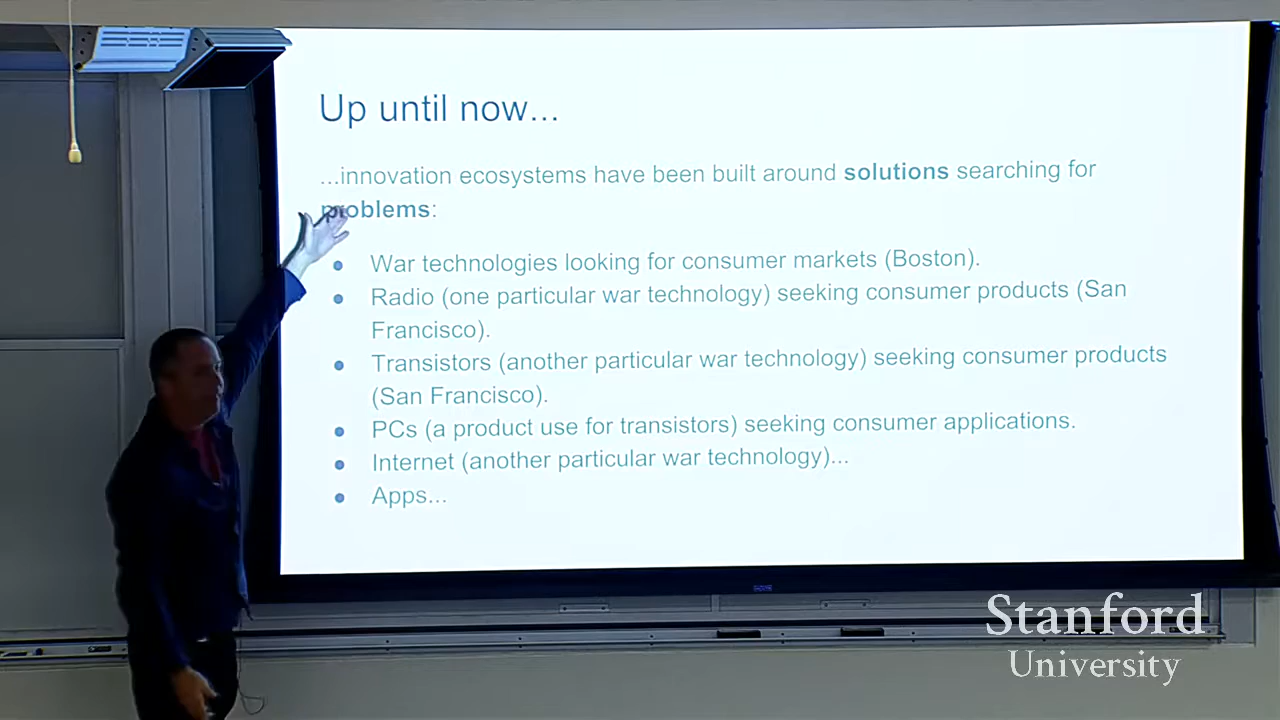 Up until now...
...innovation ecosystems have been built around solutions searching for
problems:
War technologies looking for consumer markets (Boston).
Radio (one particular war technology) seeking consumer products (San
Francisco).
Transistors (another particular war technology) seeking consumer products
(San Francisco).
PCs (a product use for transistors) seeking consumer applications.
Internet (another particular war technology)...
Apps...
Stanford
University